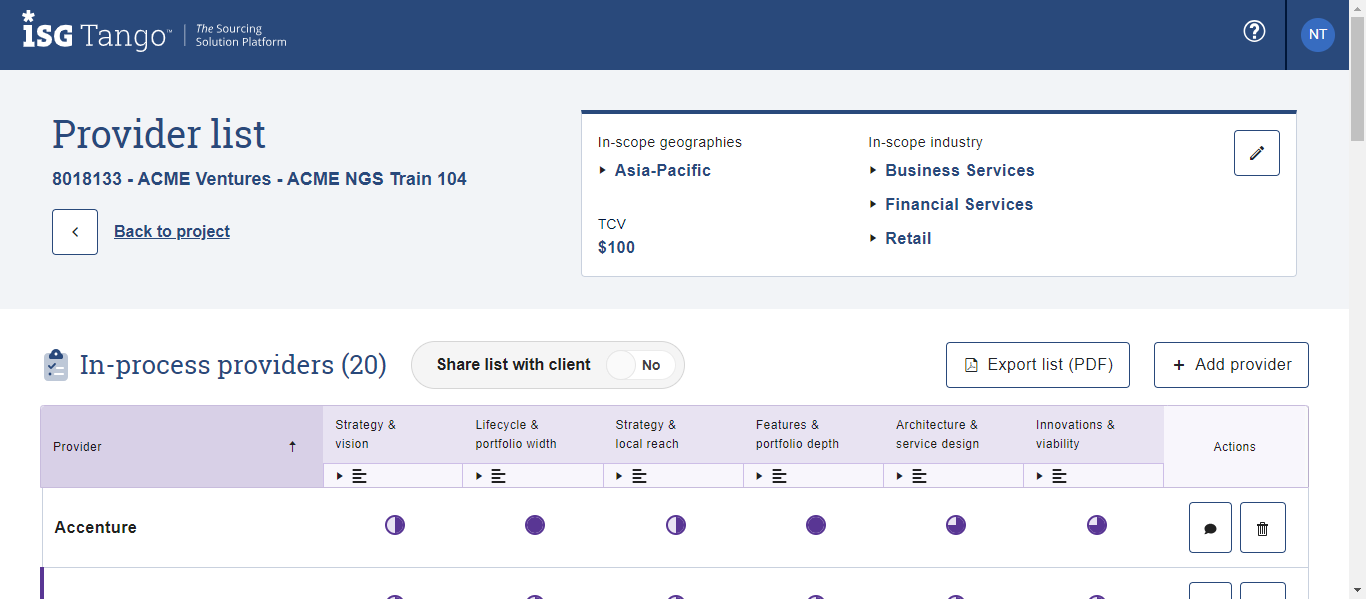 iSG Tango™
The Sourcing
Solution Platform
NT
Provider list
8018133 - ACME Ventures - ACME NGS Train 104
Back to project
In-scope geographies
Asia-Pacific
TCV
$100
In-scope industry
Business Services
Financial Services
Retail
In-process providers (20)
Share list with client
No
Export list (PDF)
+ Add provider
Provider
Strategy &
vision
Lifecycle &
portfolio width
Strategy &
local reach
Features &
portfolio depth
Architecture &
service design
Innovations &
viability
Actions
Accenture